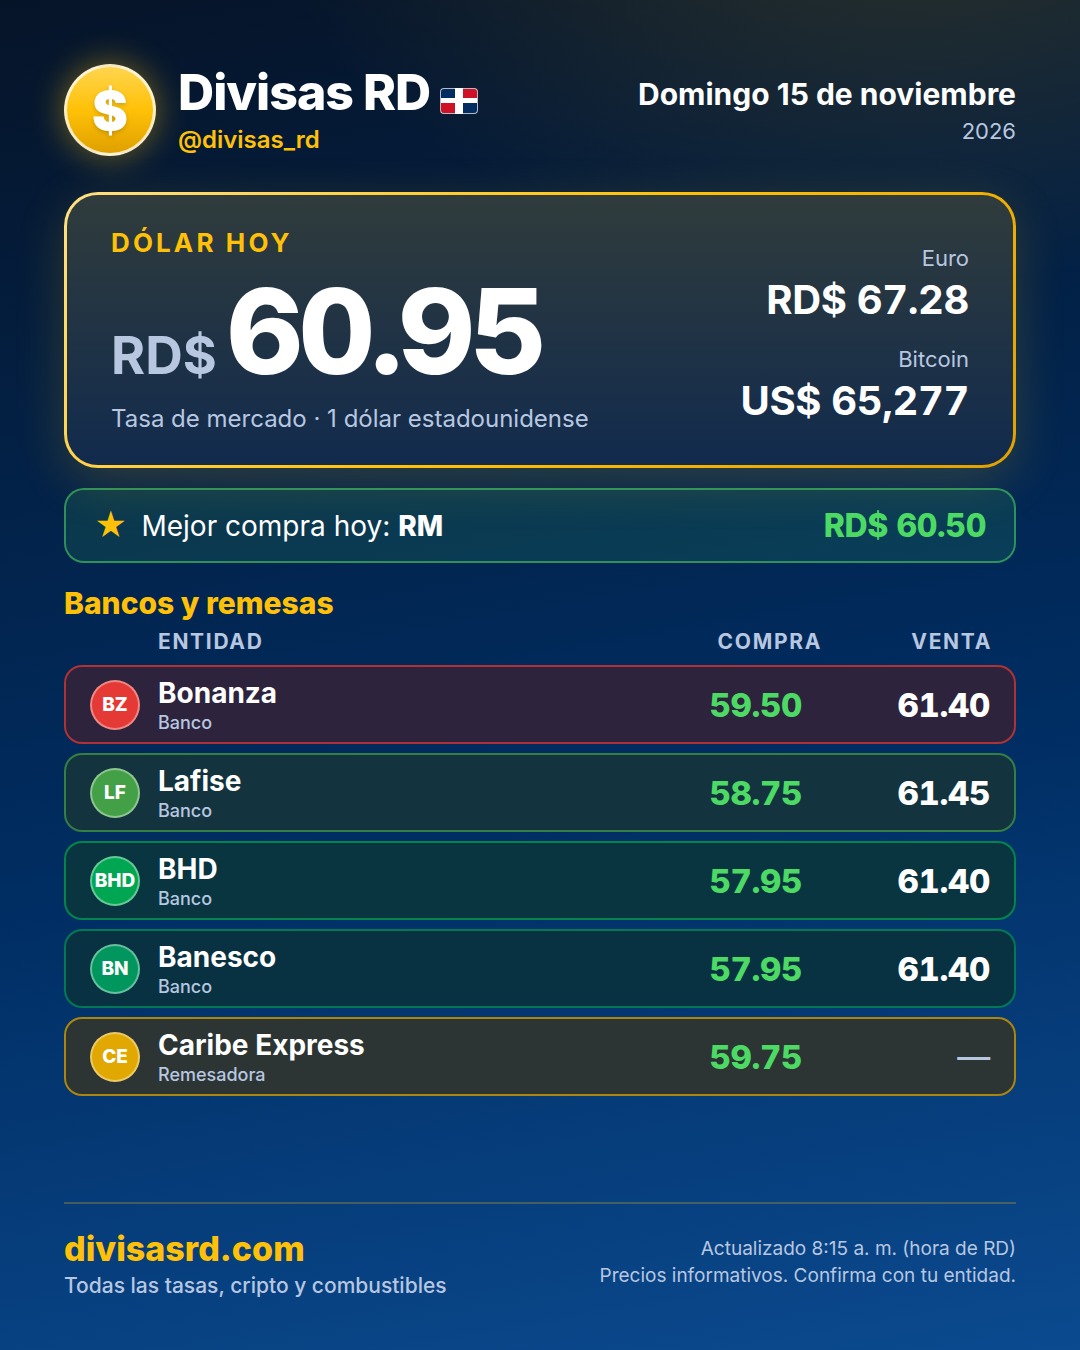 $
Divisas RD
@divisas_rd
Domingo 15 de noviembre
2026
DÓLAR HOY
RD$ 60.95
Tasa de mercado · 1 dólar estadounidense
Euro
RD$ 67.28
Bitcoin
US$ 65,277
★ Mejor compra hoy: RM RD$ 60.50
Bancos y remesas
ENTIDAD COMPRA VENTA
BZ Bonanza 59.50 61.40
Banco
LF Lafise 58.75 61.45
Banco
BHD BHD 57.95 61.40
Banco
BN Banesco 57.95 61.40
Banco
CE Caribe Express 59.75 —
Remesadora
divisasrd.com
Todas las tasas, cripto y combustibles
Actualizado 8:15 a. m. (hora de RD)
Precios informativos. Confirma con tu entidad.